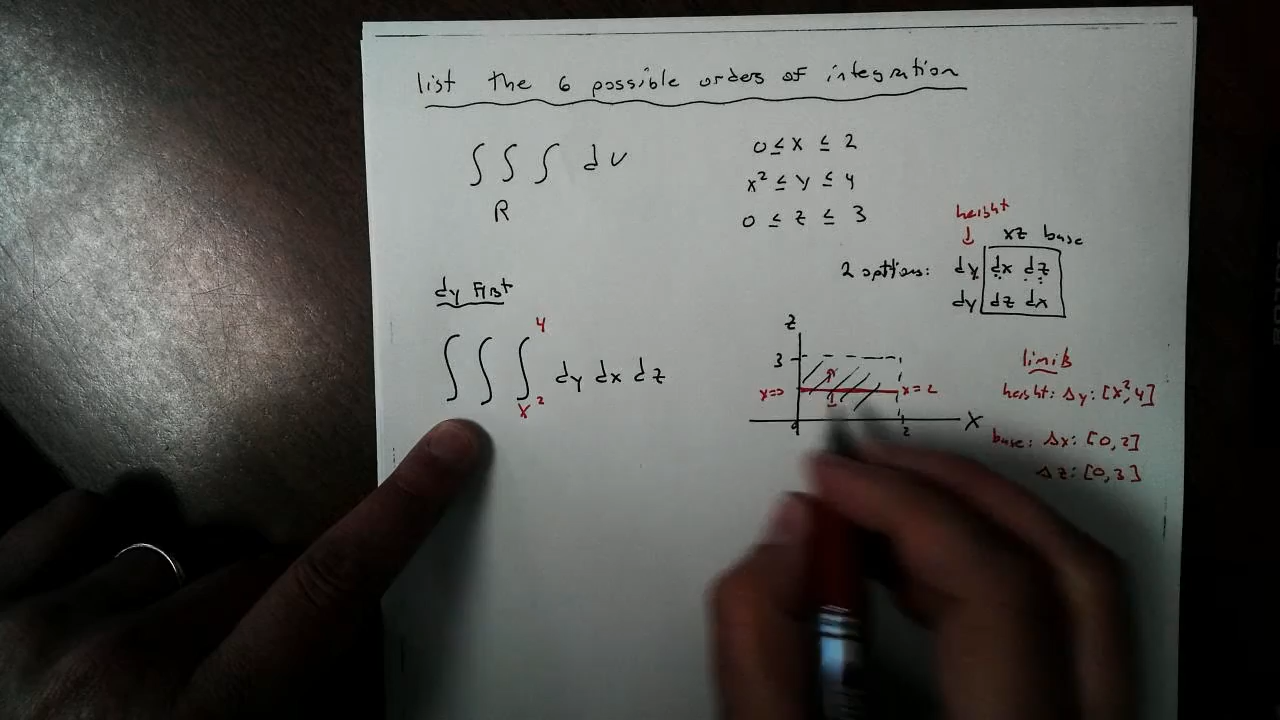 list the 6 possible orders of integration
∫ ∫ ∫ dV
R
0 ≤ x ≤ 2
x² ≤ y ≤ 4
0 ≤ z ≤ 3
height
↓ xz base
2 options: dy dx dz
dy dz dx
dy First
∫ ∫ ∫ dy dx dz
4
x²
z
3
x=0
x=2
2
x
limits
height: Δy: [x², 4]
base: Δx: [0, 2]
Δz: [0, 3]